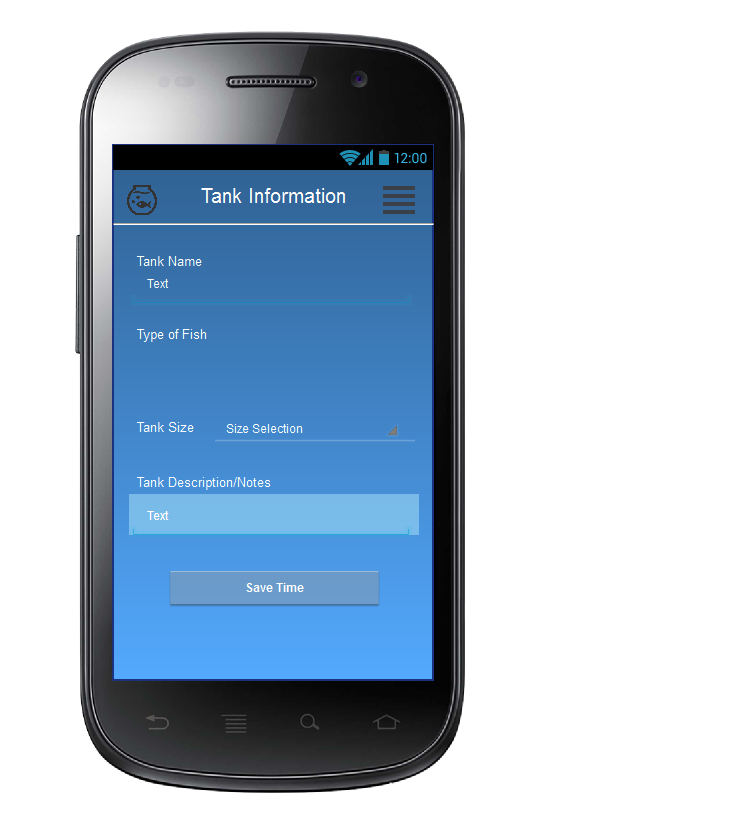 12:00
Tank Information
Tank Name
Text
Type of Fish
Tank Size
Size Selection
Tank Description/Notes
Text
Save Time